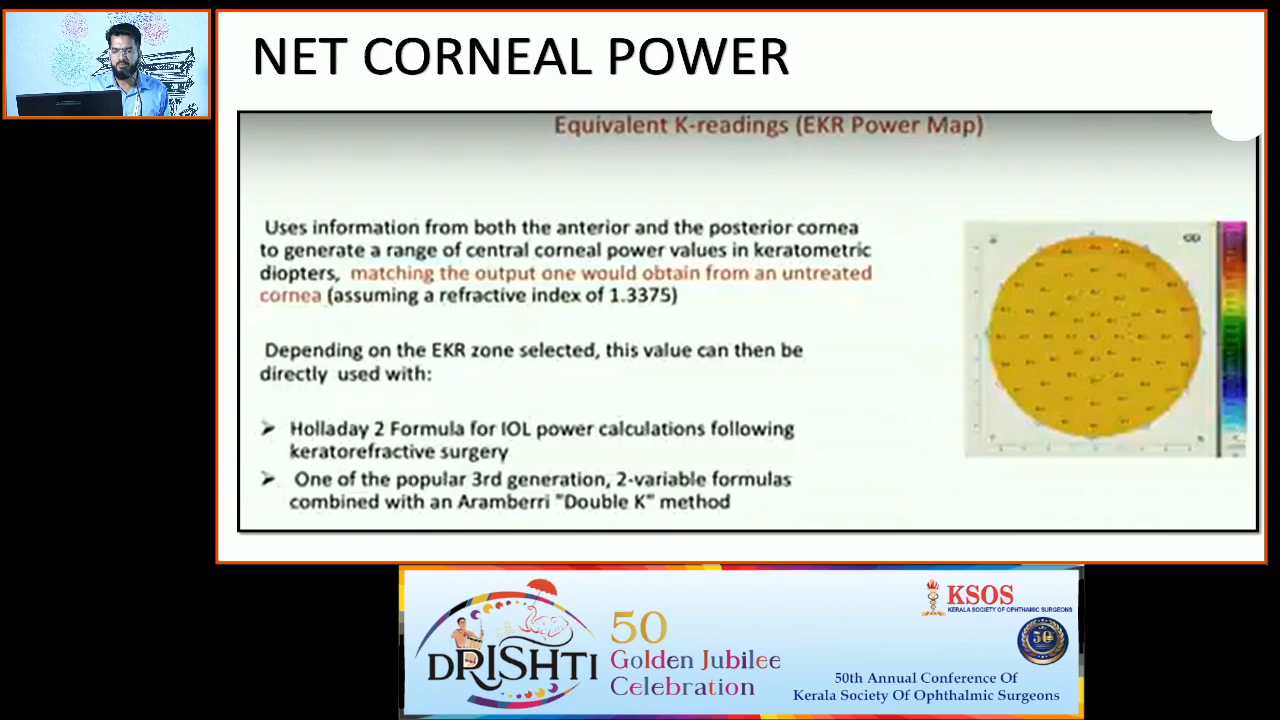 NET CORNEAL POWER
Equivalent K-readings (EKR Power Map)
Uses information from both the anterior and the posterior cornea
to generate a range of central corneal power values in keratometric
diopters, matching the output one would obtain from an untreated
cornea (assuming a refractive index of 1.3375)
Depending on the EKR zone selected, this value can then be
directly used with:
➤ Holladay 2 Formula for IOL power calculations following
keratorefractive surgery
➤ One of the popular 3rd generation, 2-variable formulas
combined with an Aramberri "Double K" method
OD
DRISHTI
50
Golden Jubilee
Celebration
KSOS
KERALA SOCIETY OF OPHTHAMIC SURGEONS
50
50th Annual Conference Of
Kerala Society Of Ophthalmic Surgeons